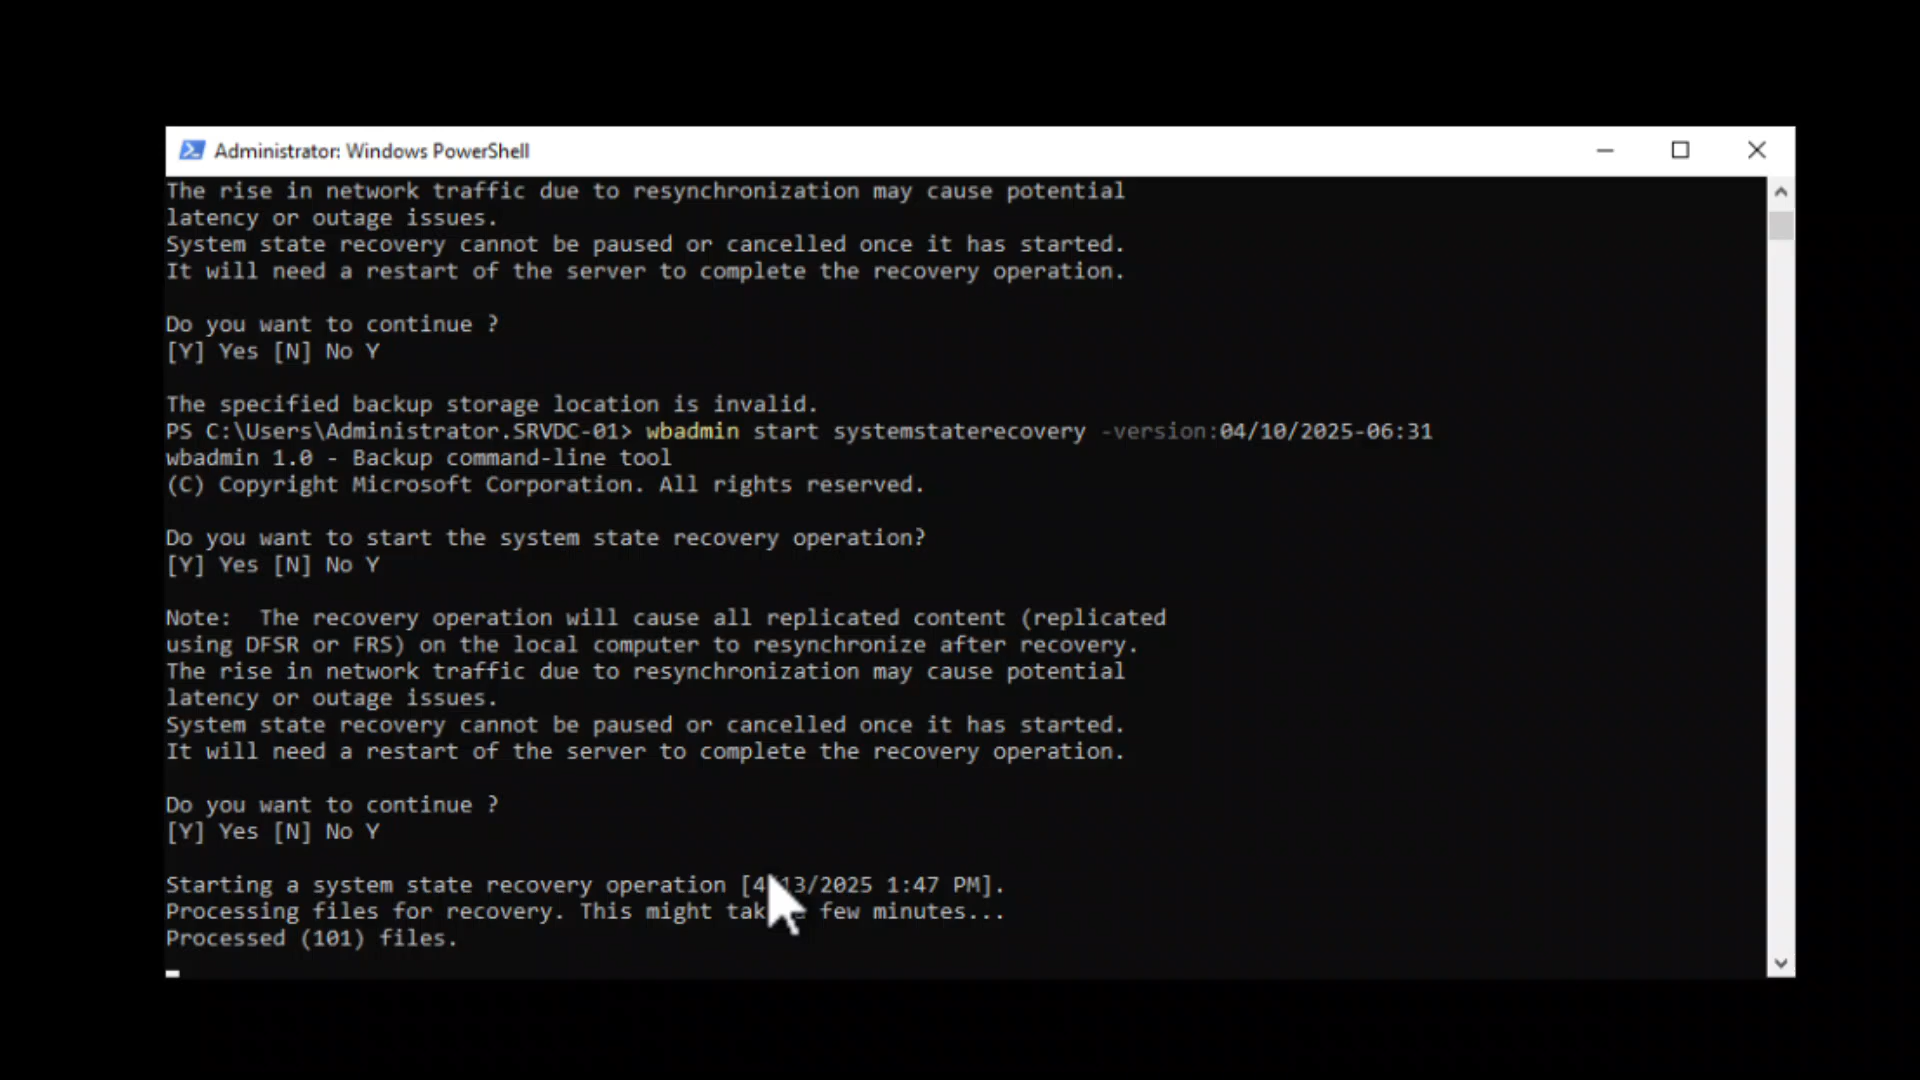 Administrator: Windows PowerShell
The rise in network traffic due to resynchronization may cause potential
latency or outage issues.
System state recovery cannot be paused or cancelled once it has started.
It will need a restart of the server to complete the recovery operation.
Do you want to continue ?
[Y] Yes [N] No Y
The specified backup storage location is invalid.
PS C:\Users\Administrator.SRVDC-01> wbadmin start systemstaterecovery -version:04/10/2025-06:31
wbadmin 1.0 - Backup command-line tool
(C) Copyright Microsoft Corporation. All rights reserved.
Do you want to start the system state recovery operation?
[Y] Yes [N] No Y
Note:  The recovery operation will cause all replicated content (replicated
using DFSR or FRS) on the local computer to resynchronize after recovery.
The rise in network traffic due to resynchronization may cause potential
latency or outage issues.
System state recovery cannot be paused or cancelled once it has started.
It will need a restart of the server to complete the recovery operation.
Do you want to continue ?
[Y] Yes [N] No Y
Starting a system state recovery operation [4/13/2025 1:47 PM].
Processing files for recovery. This might few minutes...
Processed (101) files.